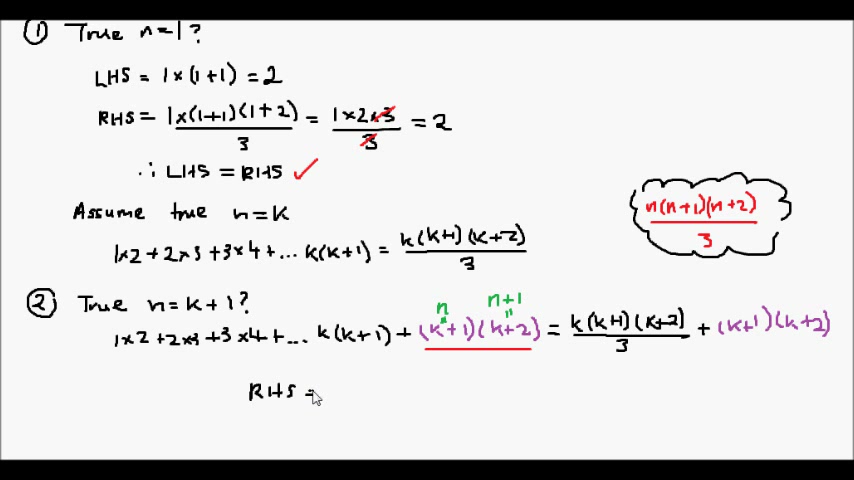 ① True n=1?
LHS = 1×(1+1) = 2
RHS = 1×(1+1)(1+2)/3 = 1×2×3/3 = 2
∴ LHS = RHS ✓
n(n+1)(n+2)/3
Assume true n=k
1×2+2×3+3×4+... k(k+1) = k(k+1)(k+2)/3
② True n=k+1?
n n+1
1×2+2×3+3×4+... k(k+1) + (k+1)(k+2) = k(k+1)(k+2)/3 + (k+1)(k+2)
RHS =